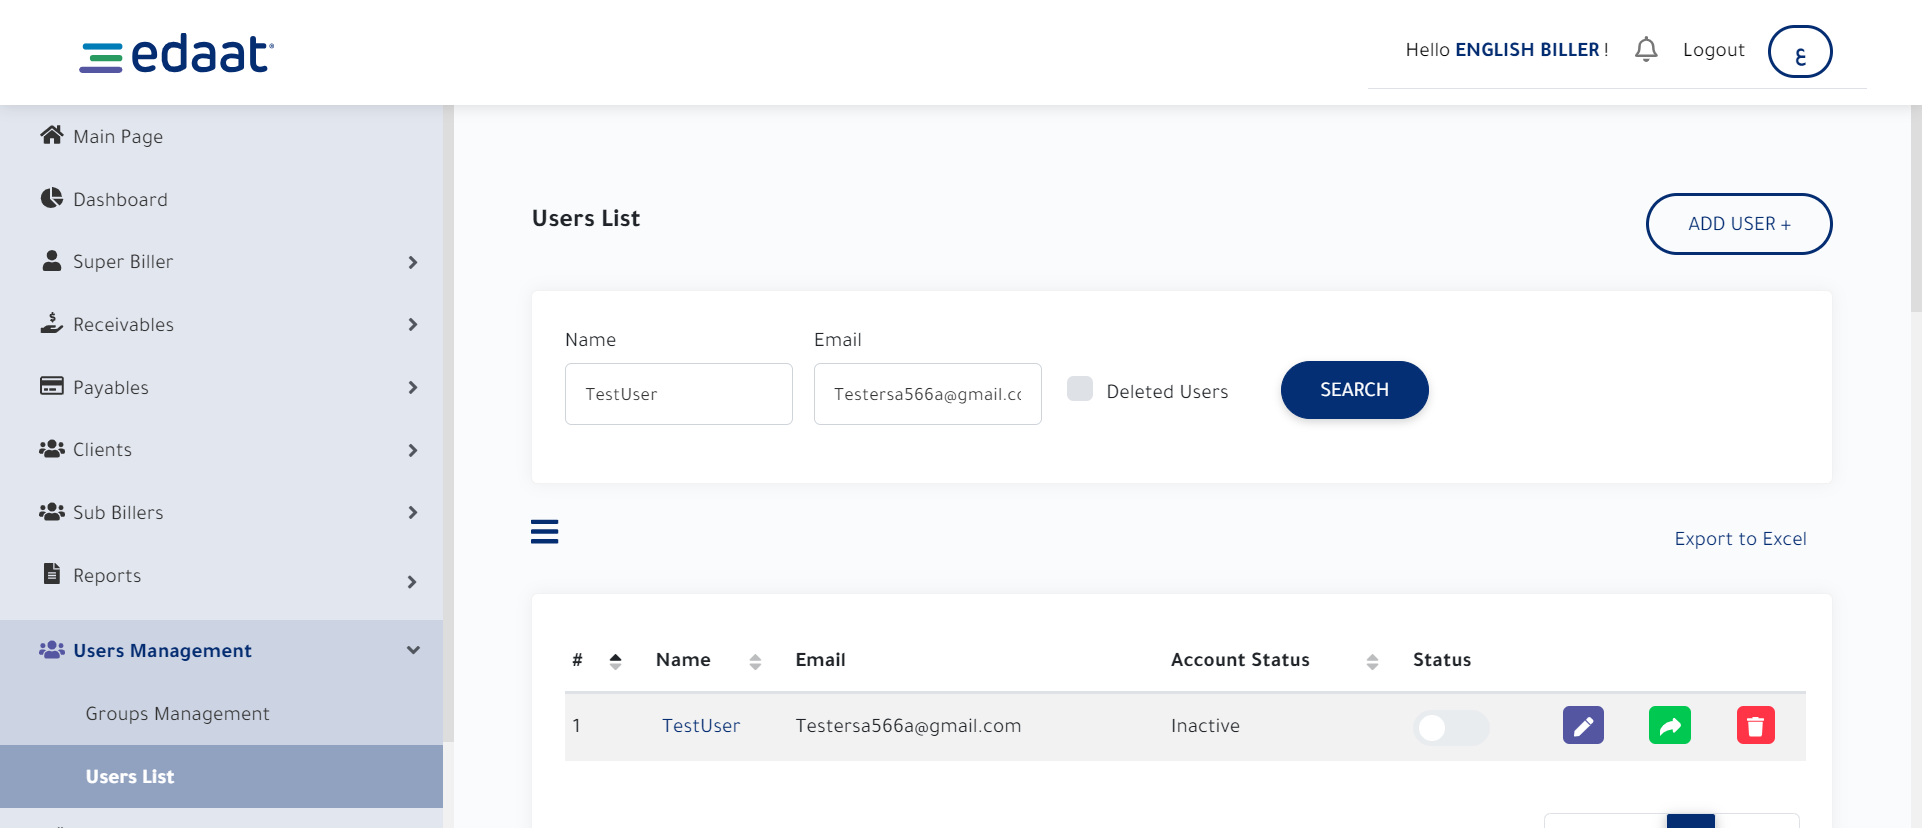 edaat
Hello ENGLISH BILLER !
Logout
ع
Main Page
Dashboard
Super Biller
Receivables
Payables
Clients
Sub Billers
Reports
Users Management
Groups Management
Users List
Users List
ADD USER +
Name
Email
TestUser
Testersa566a@gmail.co
Deleted Users
SEARCH
Export to Excel
# Name Email Account Status Status
1 TestUser Testersa566a@gmail.com Inactive